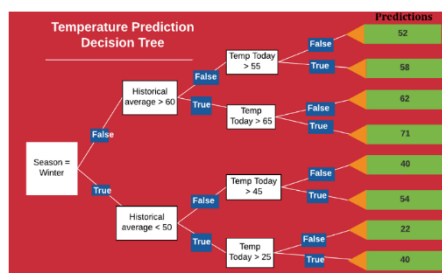 Temperature Prediction
Decision Tree
Predictions
Season =
Winter
False
True
Historical
average > 60
False
True
Historical
average < 50
False
True
Temp Today
> 55
False
True
Temp
Today > 65
False
True
Temp Today
> 45
False
True
Temp
Today > 25
False
True
52
58
62
71
40
54
22
40